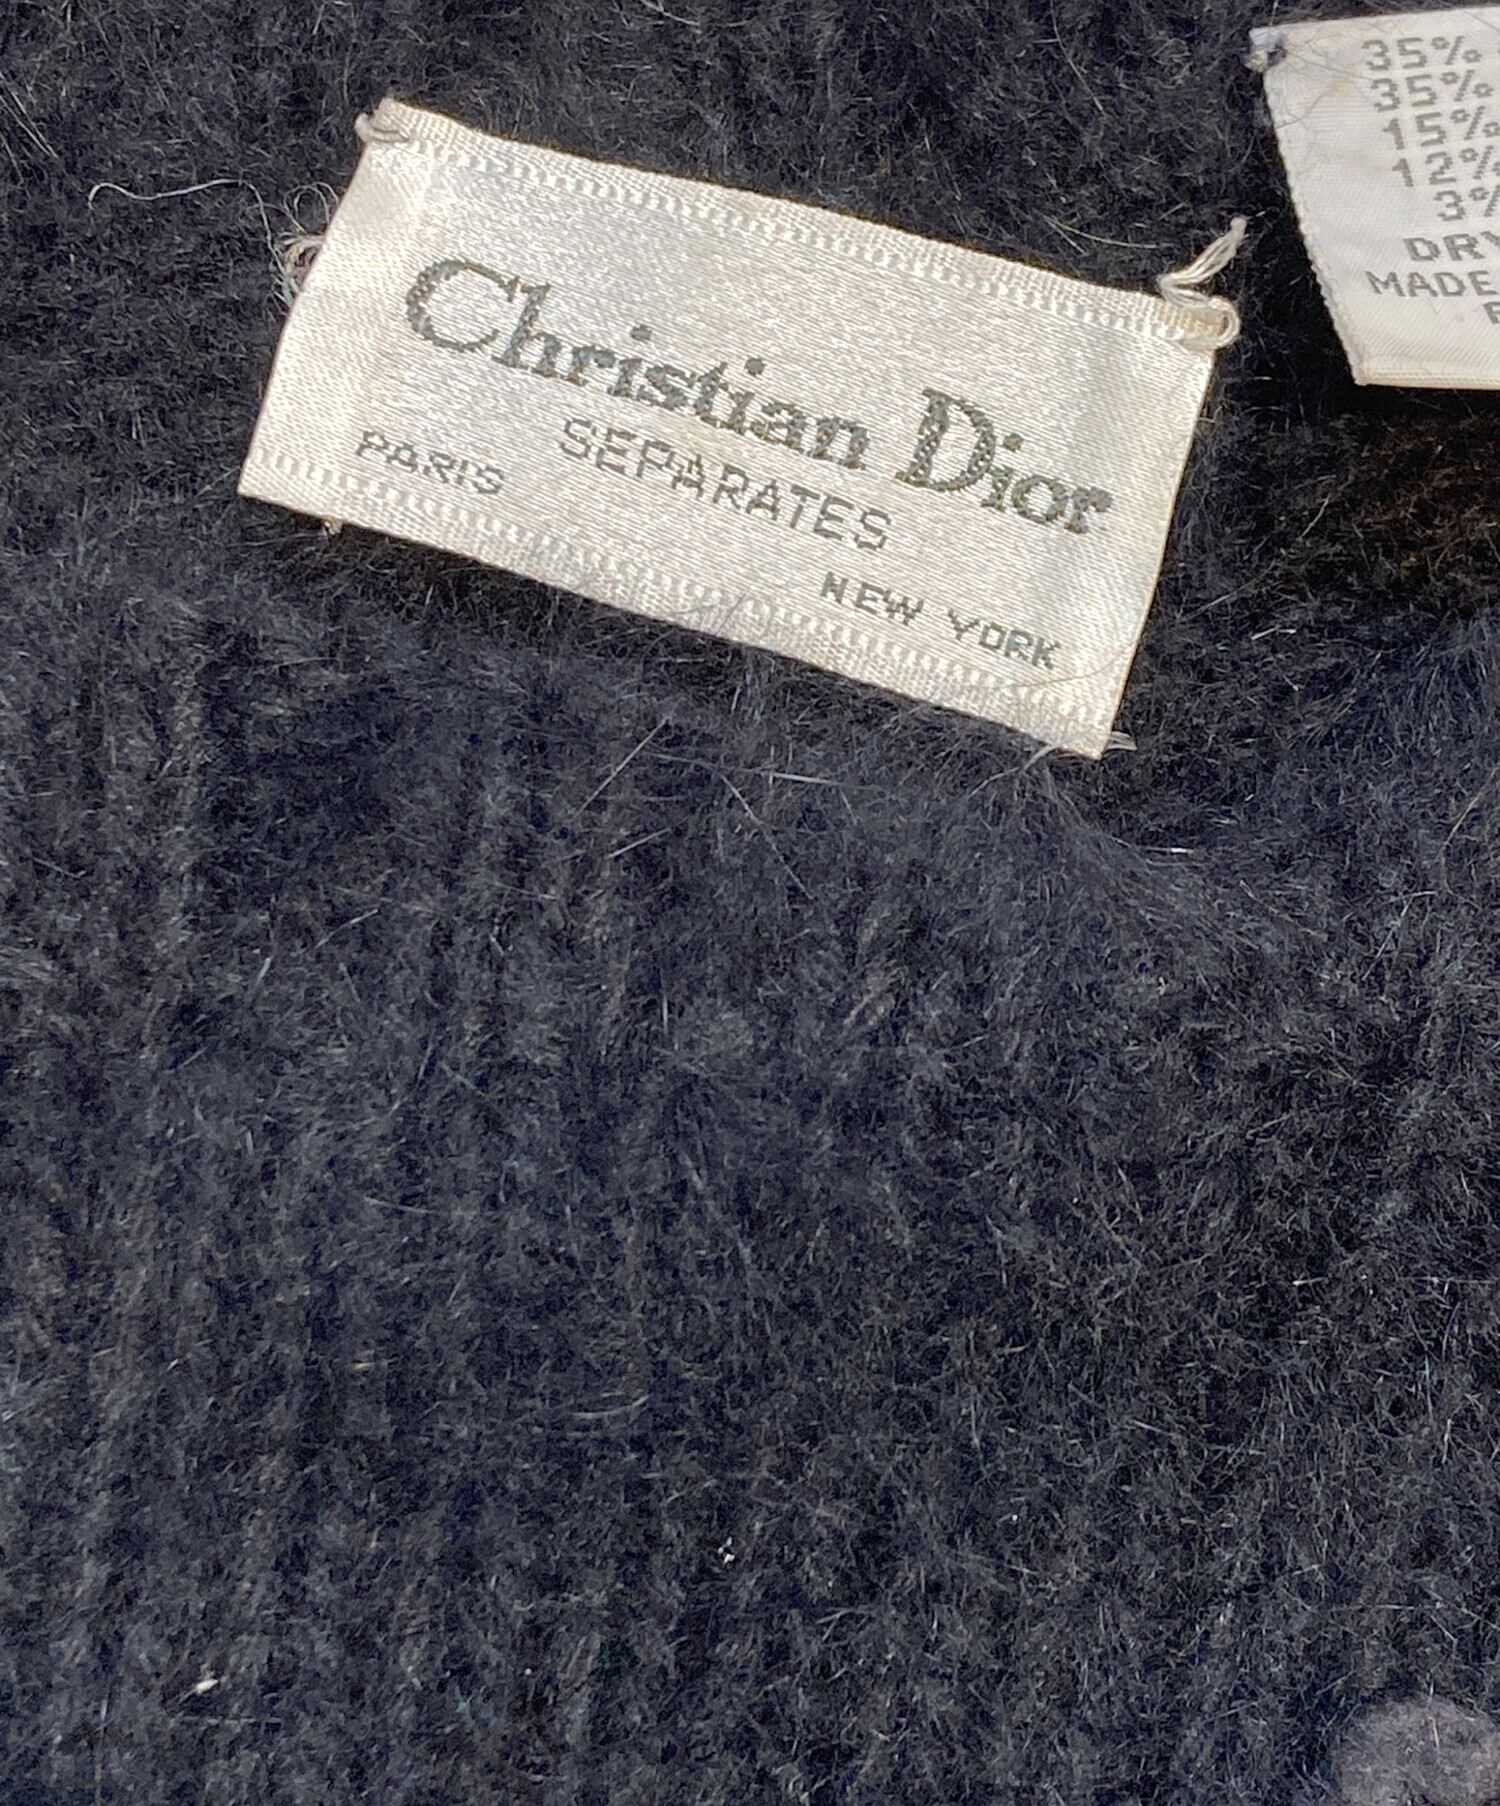 Christian Dior
SEPARATES
PARIS
NEW YORK
35%
35%
15%
12%
3%
DRY
MADE